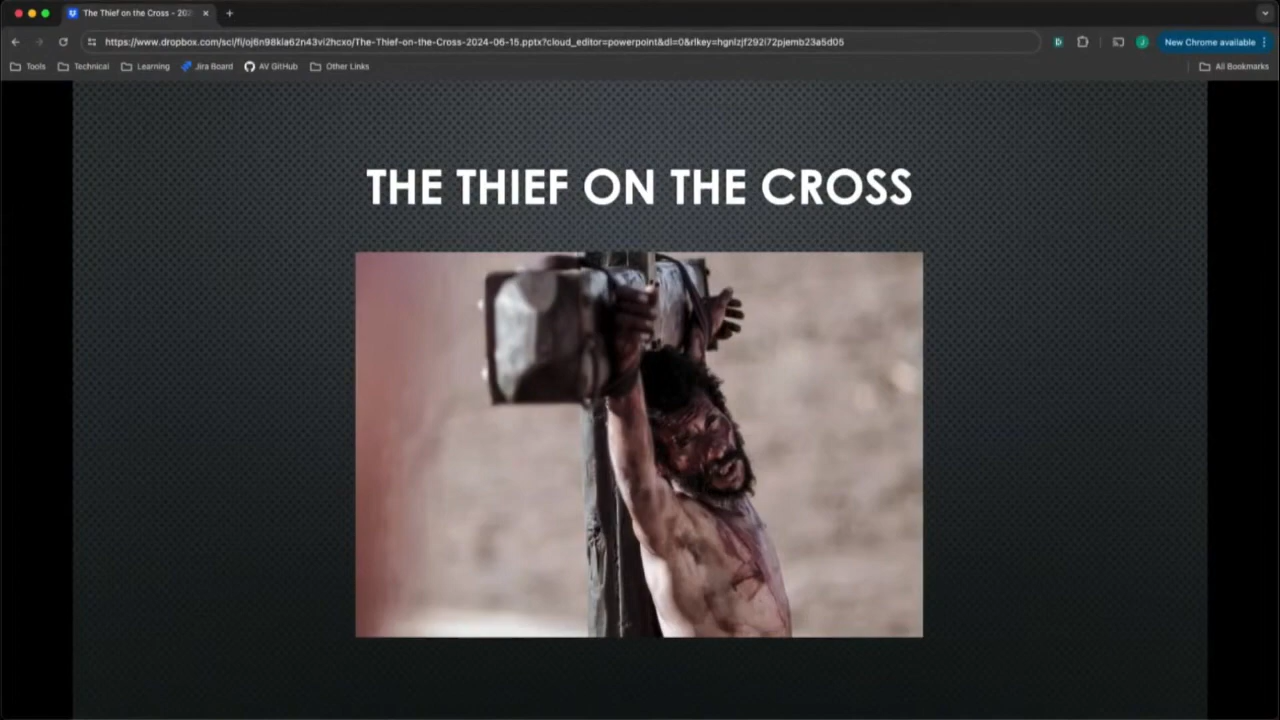 The Thief on the Cross - 202
https://www.dropbox.com/scl/fi/oj6n98kla62n43vi2hcxo/The-Thief-on-the-Cross-2024-06-15.pptx?cloud_editor=powerpoint&dl=0&rlkey=hgnlzjf292i72pjemb23a5d05
New Chrome available
Tools
Technical
Learning
Jira Board
AV GitHub
Other Links
All Bookmarks
THE THIEF ON THE CROSS